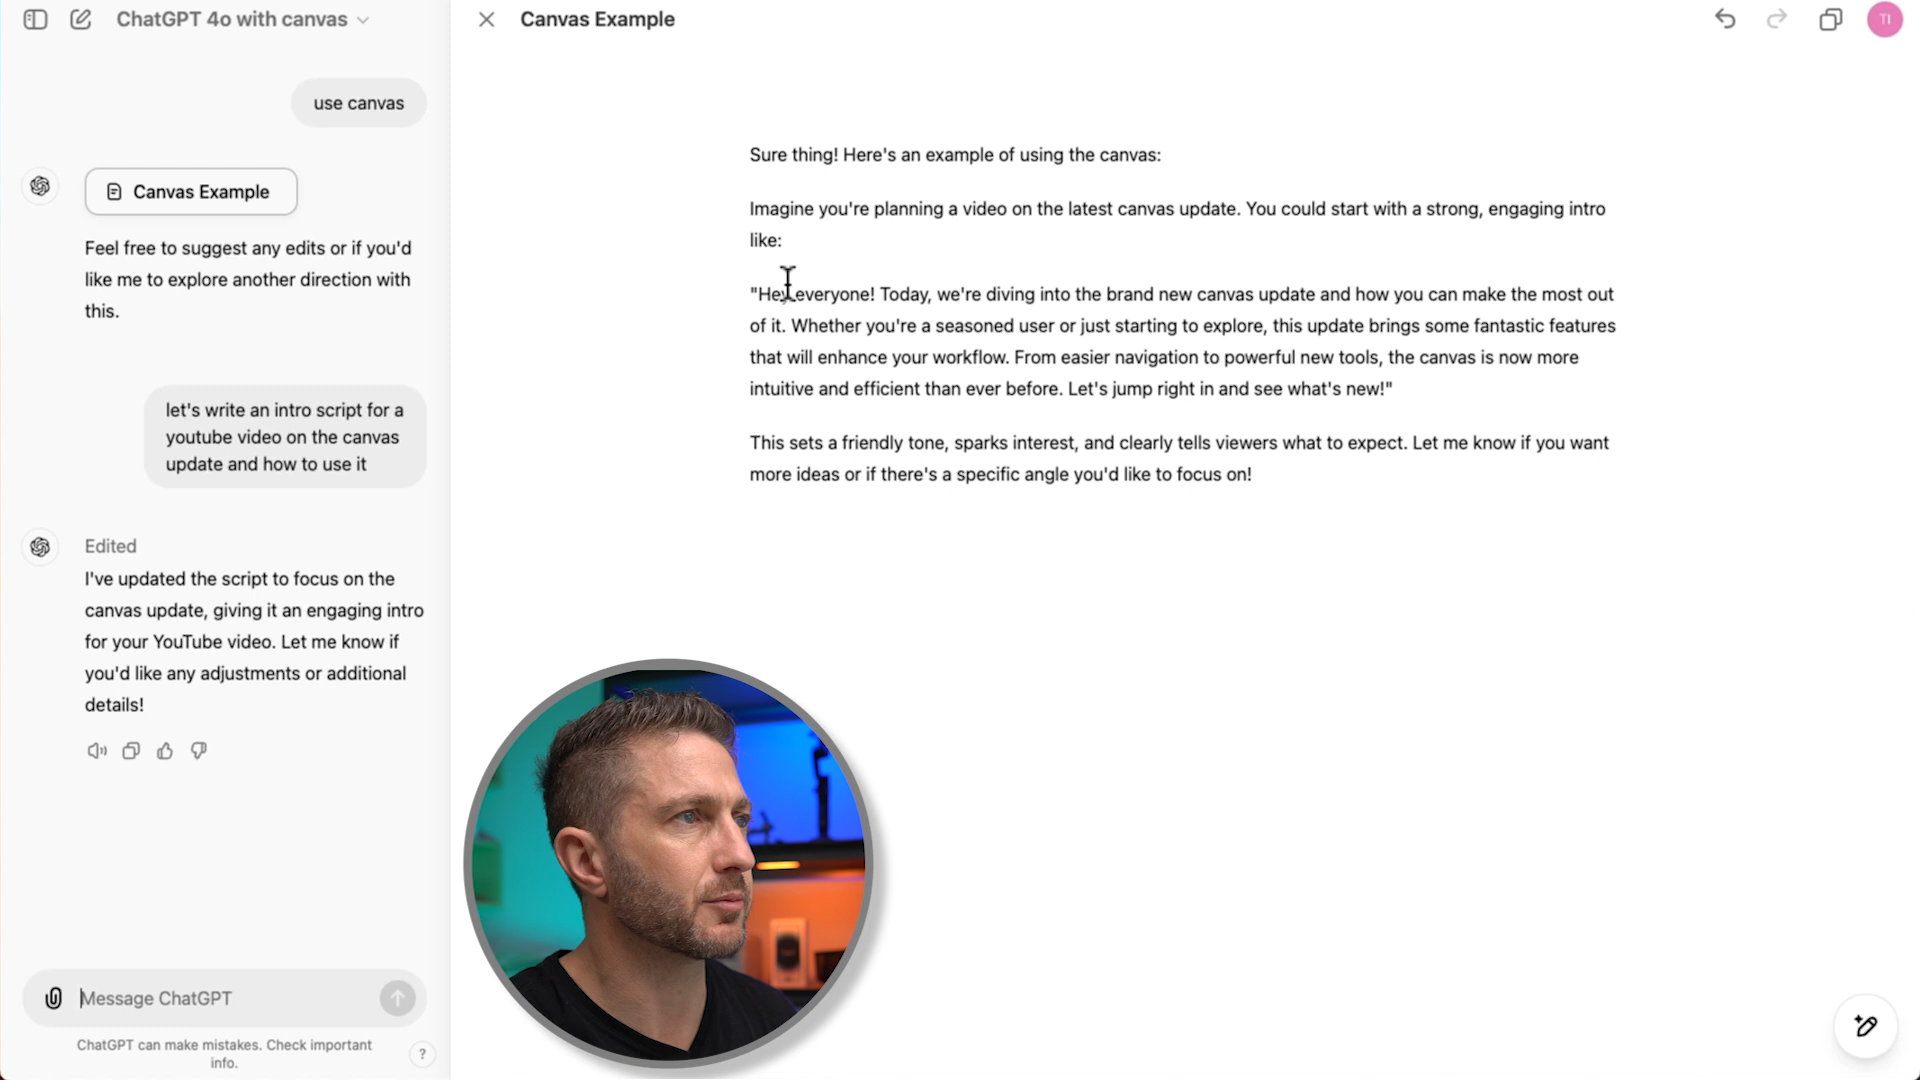 ChatGPT 4o with canvas
Canvas Example
TI
use canvas
Canvas Example
Feel free to suggest any edits or if you'd
like me to explore another direction with
this.
let's write an intro script for a
youtube video on the canvas
update and how to use it
Edited
I've updated the script to focus on the
canvas update, giving it an engaging intro
for your YouTube video. Let me know if
you'd like any adjustments or additional
details!
Message ChatGPT
ChatGPT can make mistakes. Check important
info.
?
Sure thing! Here's an example of using the canvas:
Imagine you're planning a video on the latest canvas update. You could start with a strong, engaging intro
like:
"Hey everyone! Today, we're diving into the brand new canvas update and how you can make the most out
of it. Whether you're a seasoned user or just starting to explore, this update brings some fantastic features
that will enhance your workflow. From easier navigation to powerful new tools, the canvas is now more
intuitive and efficient than ever before. Let's jump right in and see what's new!"
This sets a friendly tone, sparks interest, and clearly tells viewers what to expect. Let me know if you want
more ideas or if there's a specific angle you'd like to focus on!